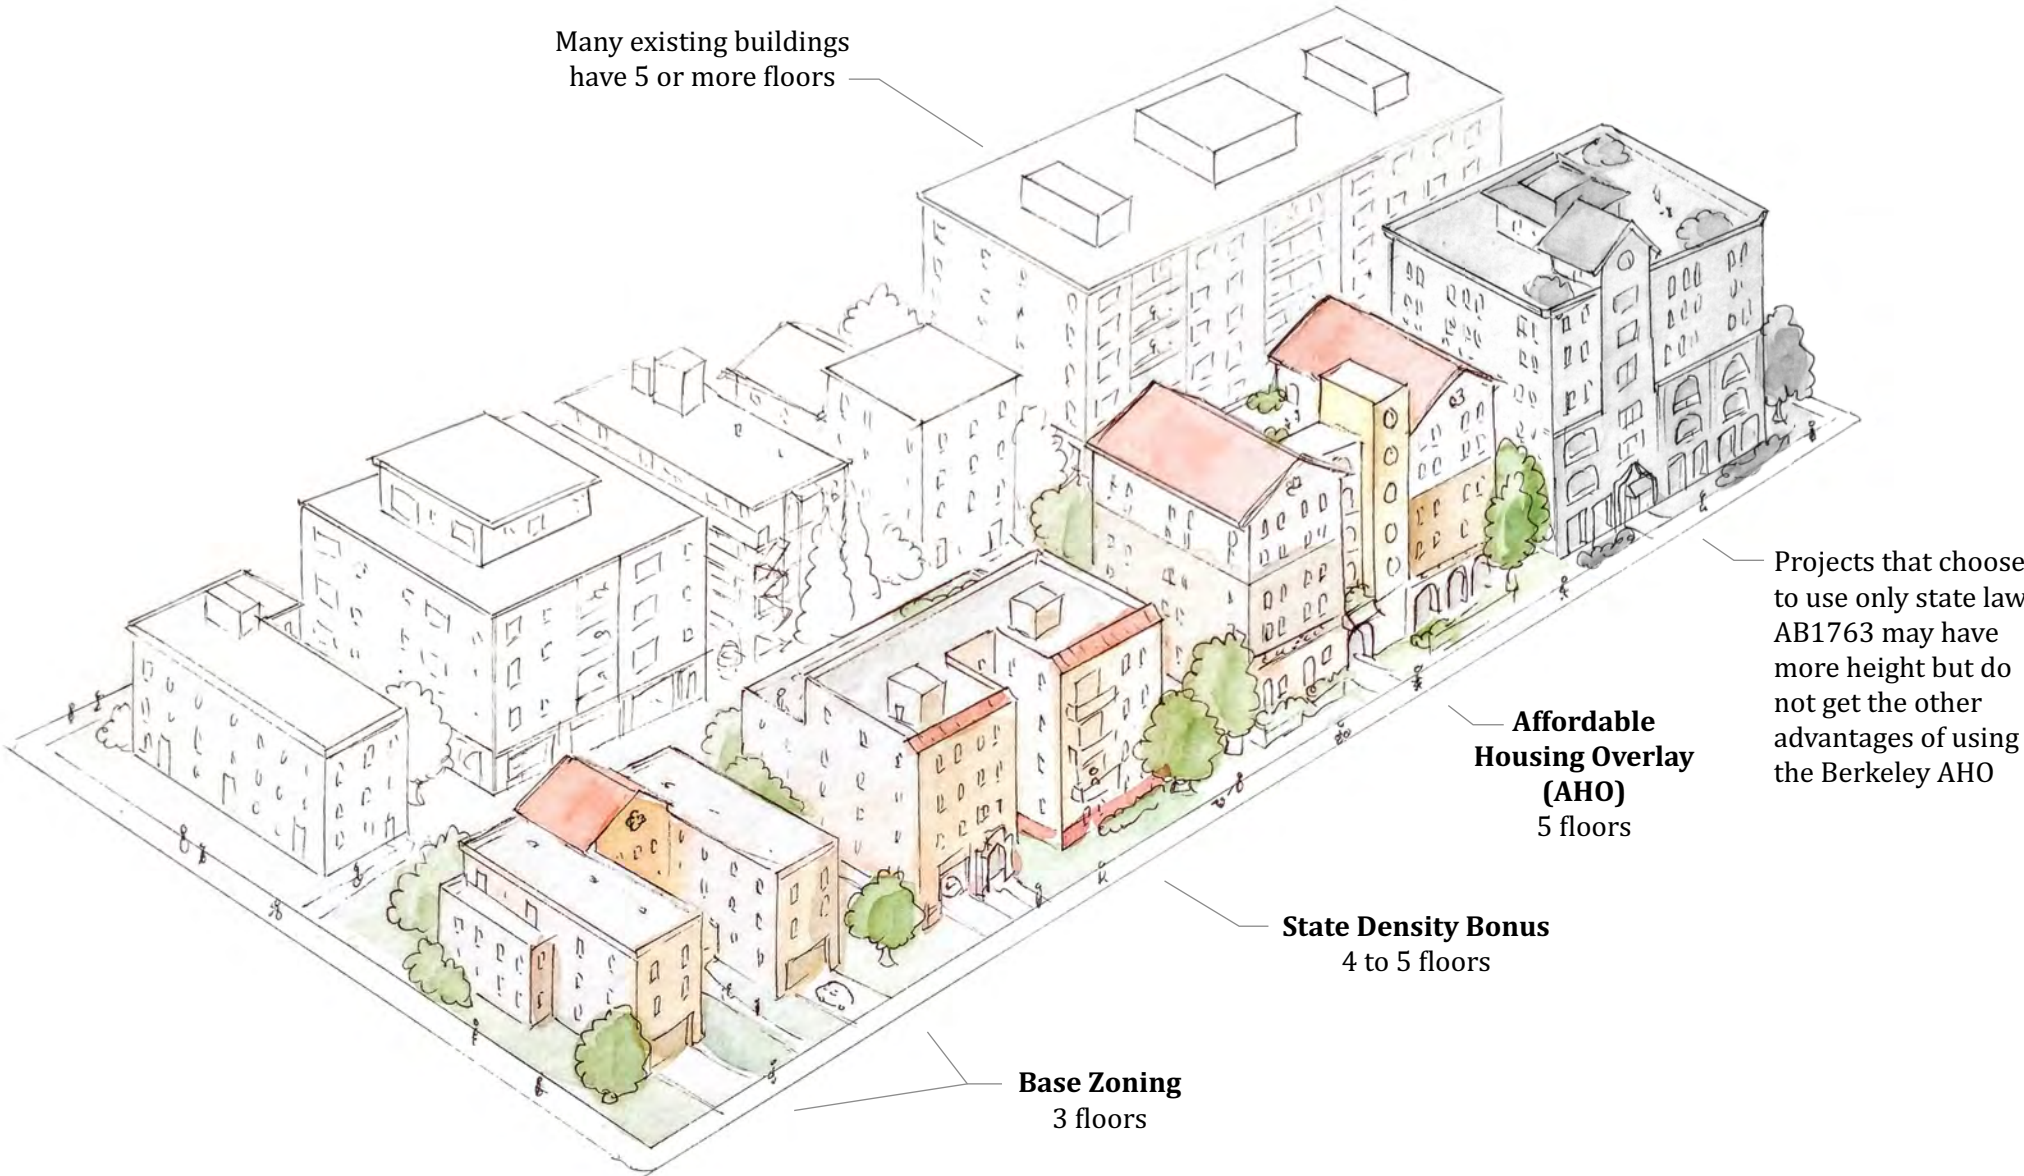 Many existing buildings
have 5 or more floors
Projects that choose
to use only state law
AB1763 may have
more height but do
not get the other
advantages of using
the Berkeley AHO
Affordable
Housing Overlay
(AHO)
5 floors
State Density Bonus
4 to 5 floors
Base Zoning
3 floors